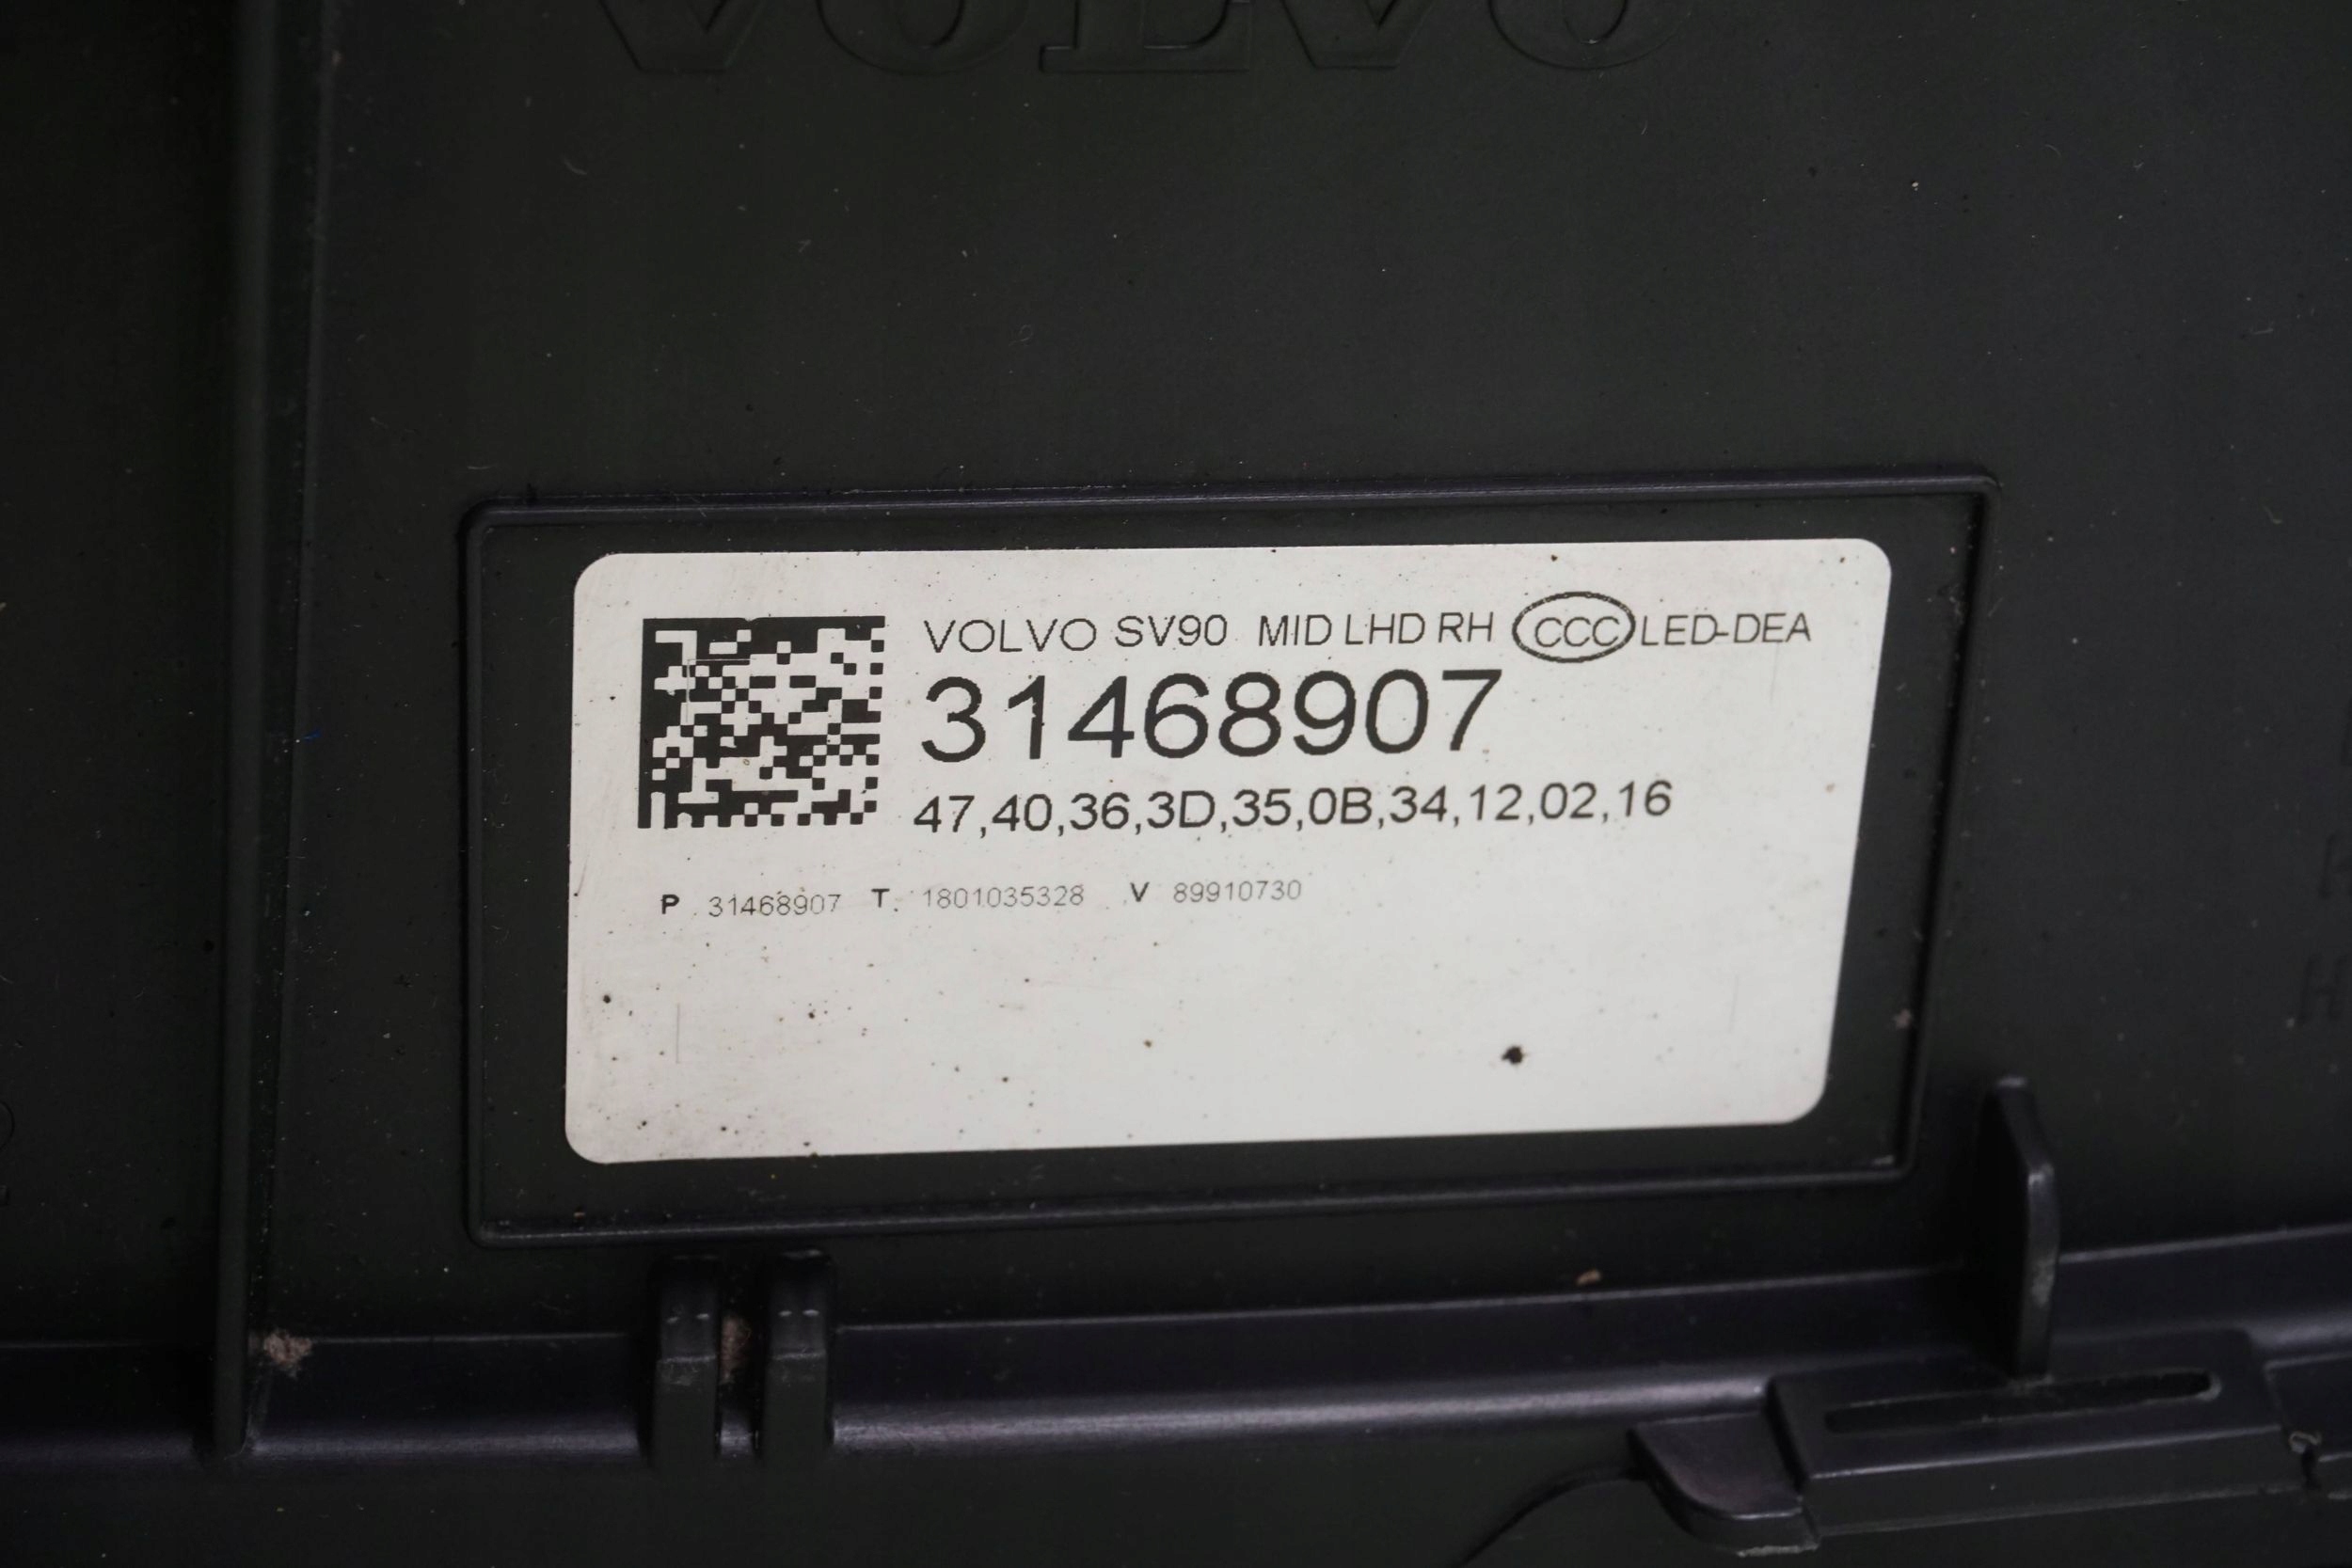 VOLVO
VOLVO SV90 MID LHD RH CCC LED-DEA
31468907
47,40,36,3D,35,0B,34,12,02,16
P 31468907 T. 1801035328 V 89910730